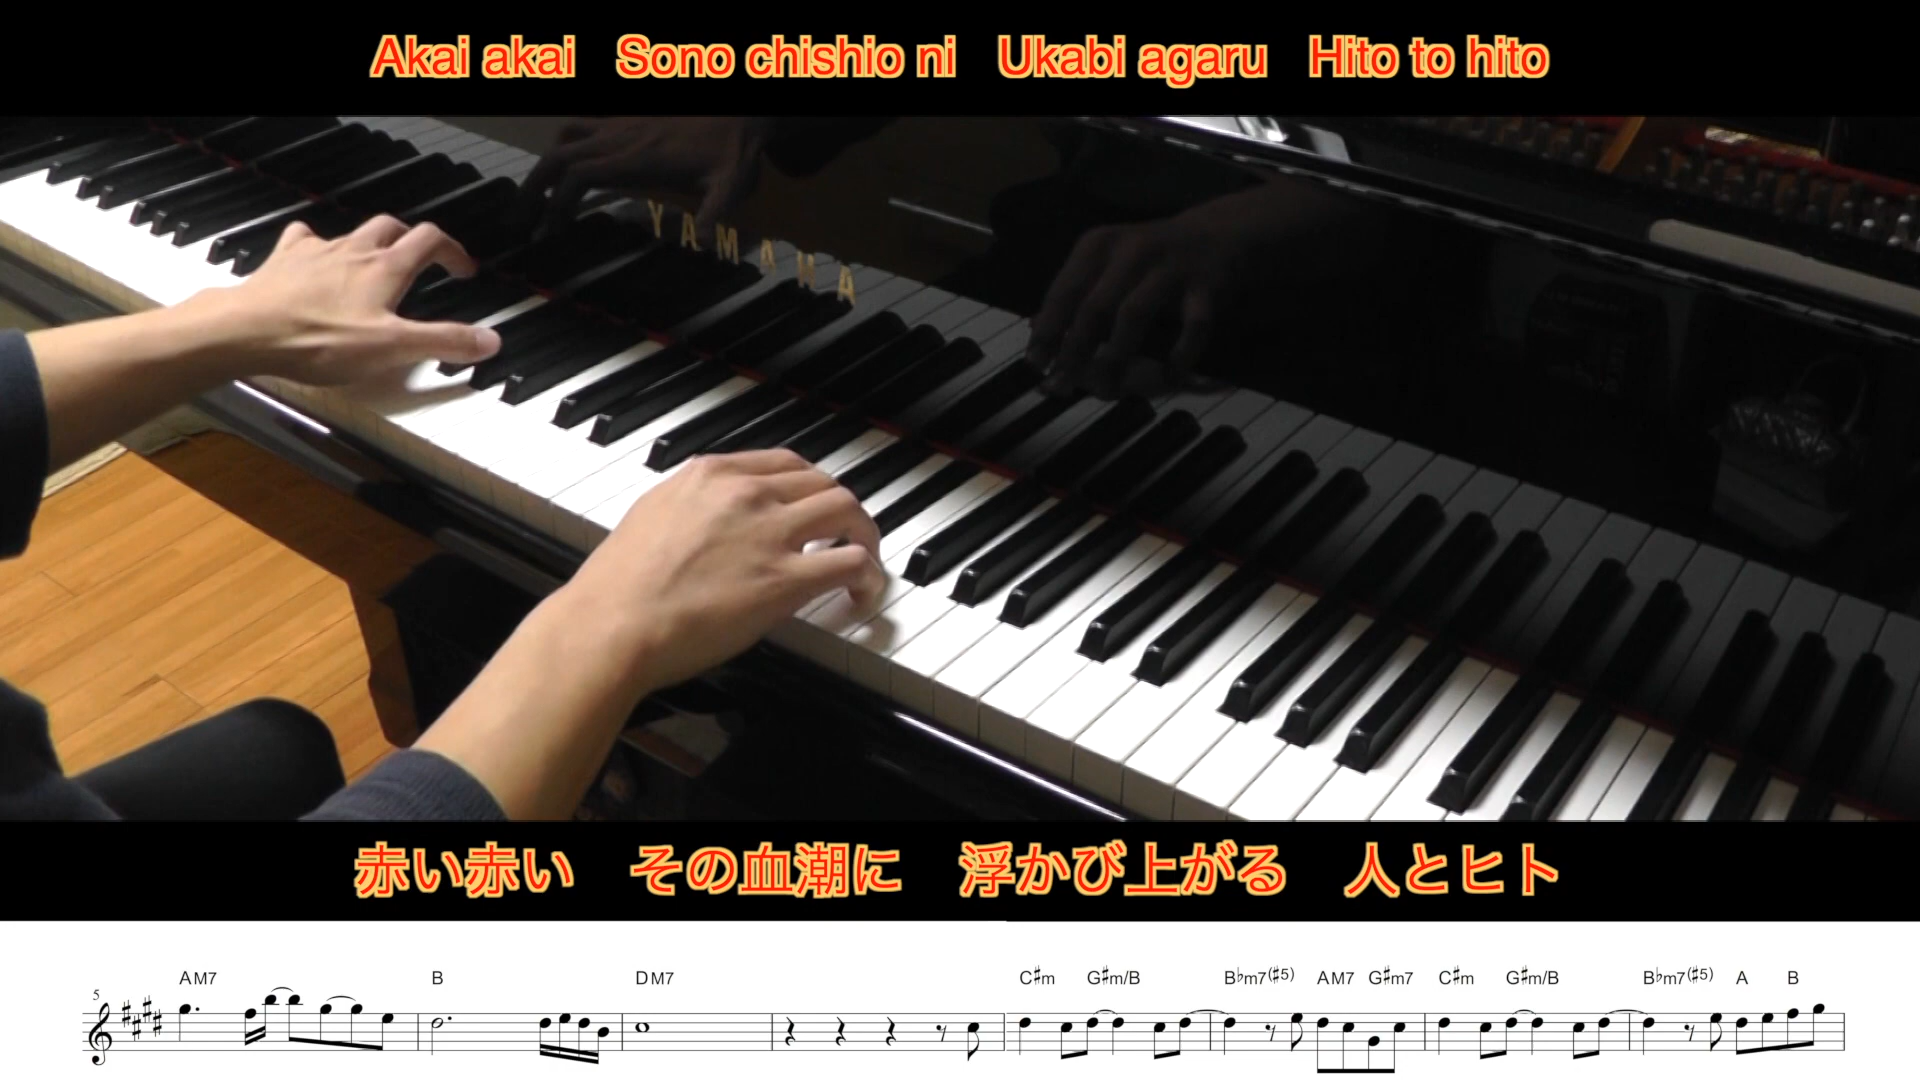 Akai akai Sono chishio ni Ukabi agaru Hito to hito
YAMAHA
赤い赤い その血潮に 浮かび上がる 人とヒト
AM7 B DM7 C♯m G♯m/B B♭m7(♯5) AM7 G♯m7 C♯m G♯m/B B♭m7(♯5) A B
5